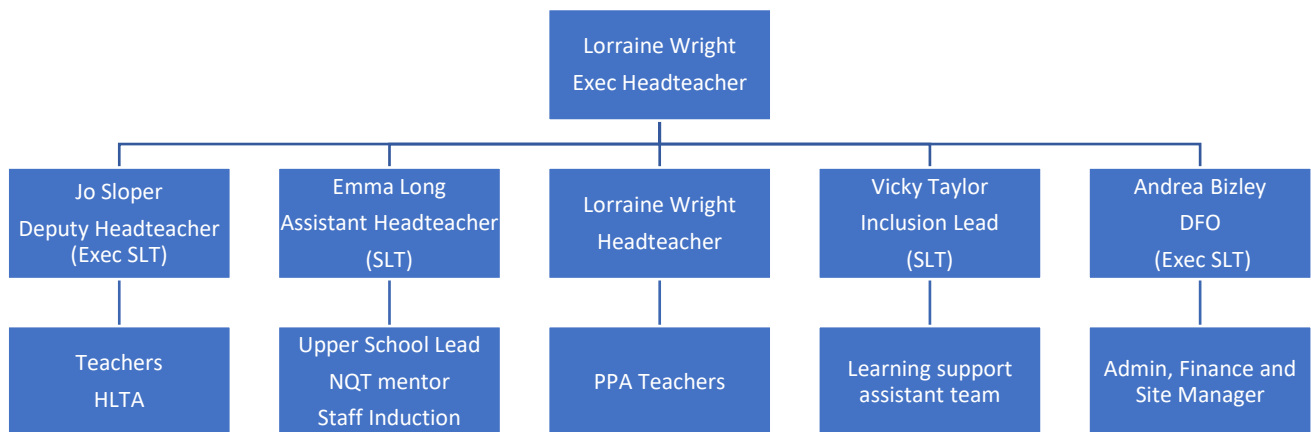 Lorraine Wright
Exec Headteacher
Jo Sloper
Deputy Headteacher
(Exec SLT)
Emma Long
Assistant Headteacher
(SLT)
Lorraine Wright
Headteacher
Vicky Taylor
Inclusion Lead
(SLT)
Andrea Bizley
DFO
(Exec SLT)
Teachers
HLTA
Upper School Lead
NQT mentor
Staff Induction
PPA Teachers
Learning support
assistant team
Admin, Finance and
Site Manager